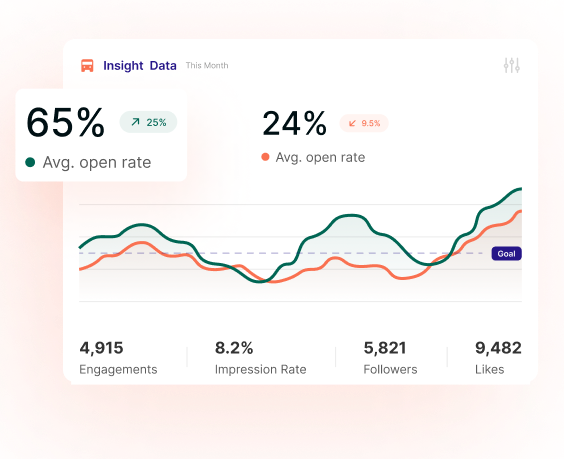 Insight Data This Month
65% 25%
Avg. open rate
24% 9.5%
Avg. open rate
Goal
4,915
Engagements
8.2%
Impression Rate
5,821
Followers
9,482
Likes